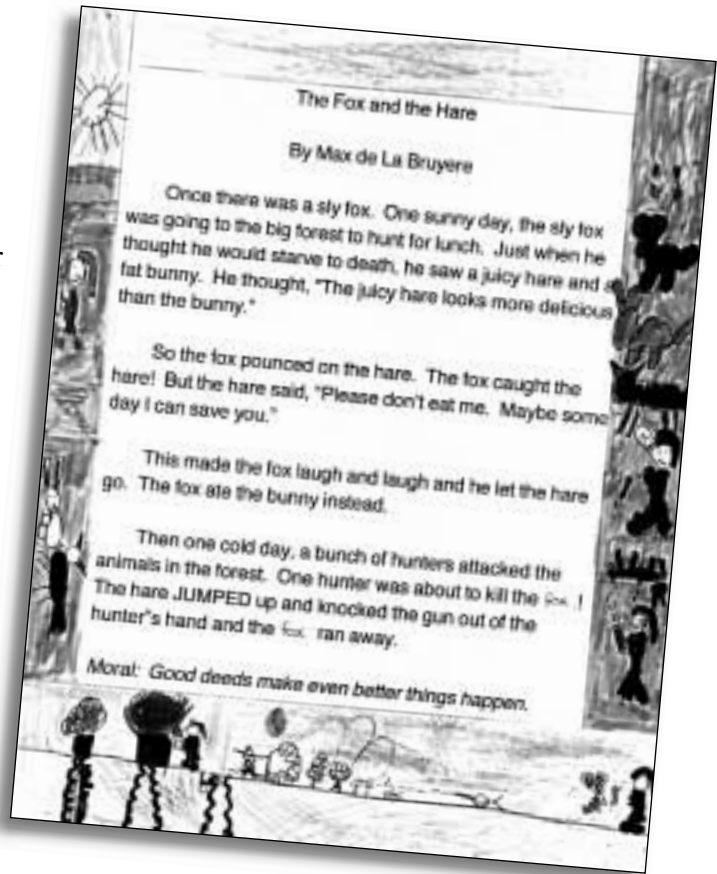 The Fox and the Hare
By Max de La Bruyere
Once there was a sly fox. One sunny day, the sly fox
was going to the big forest to hunt for lunch. Just when he
thought he would starve to death, he saw a juicy hare and a
fat bunny. He thought, "The juicy hare looks more delicious
than the bunny."
So the fox pounced on the hare. The fox caught the
hare! But the hare said, "Please don't eat me. Maybe some
day I can save you."
This made the fox laugh and laugh and he let the hare
go. The fox ate the bunny instead.
Then one cold day, a bunch of hunters attacked the
animals in the forest. One hunter was about to kill the fox !
The hare JUMPED up and knocked the gun out of the
hunter"s hand and the fox ran away.
Moral: Good deeds make even better things happen.